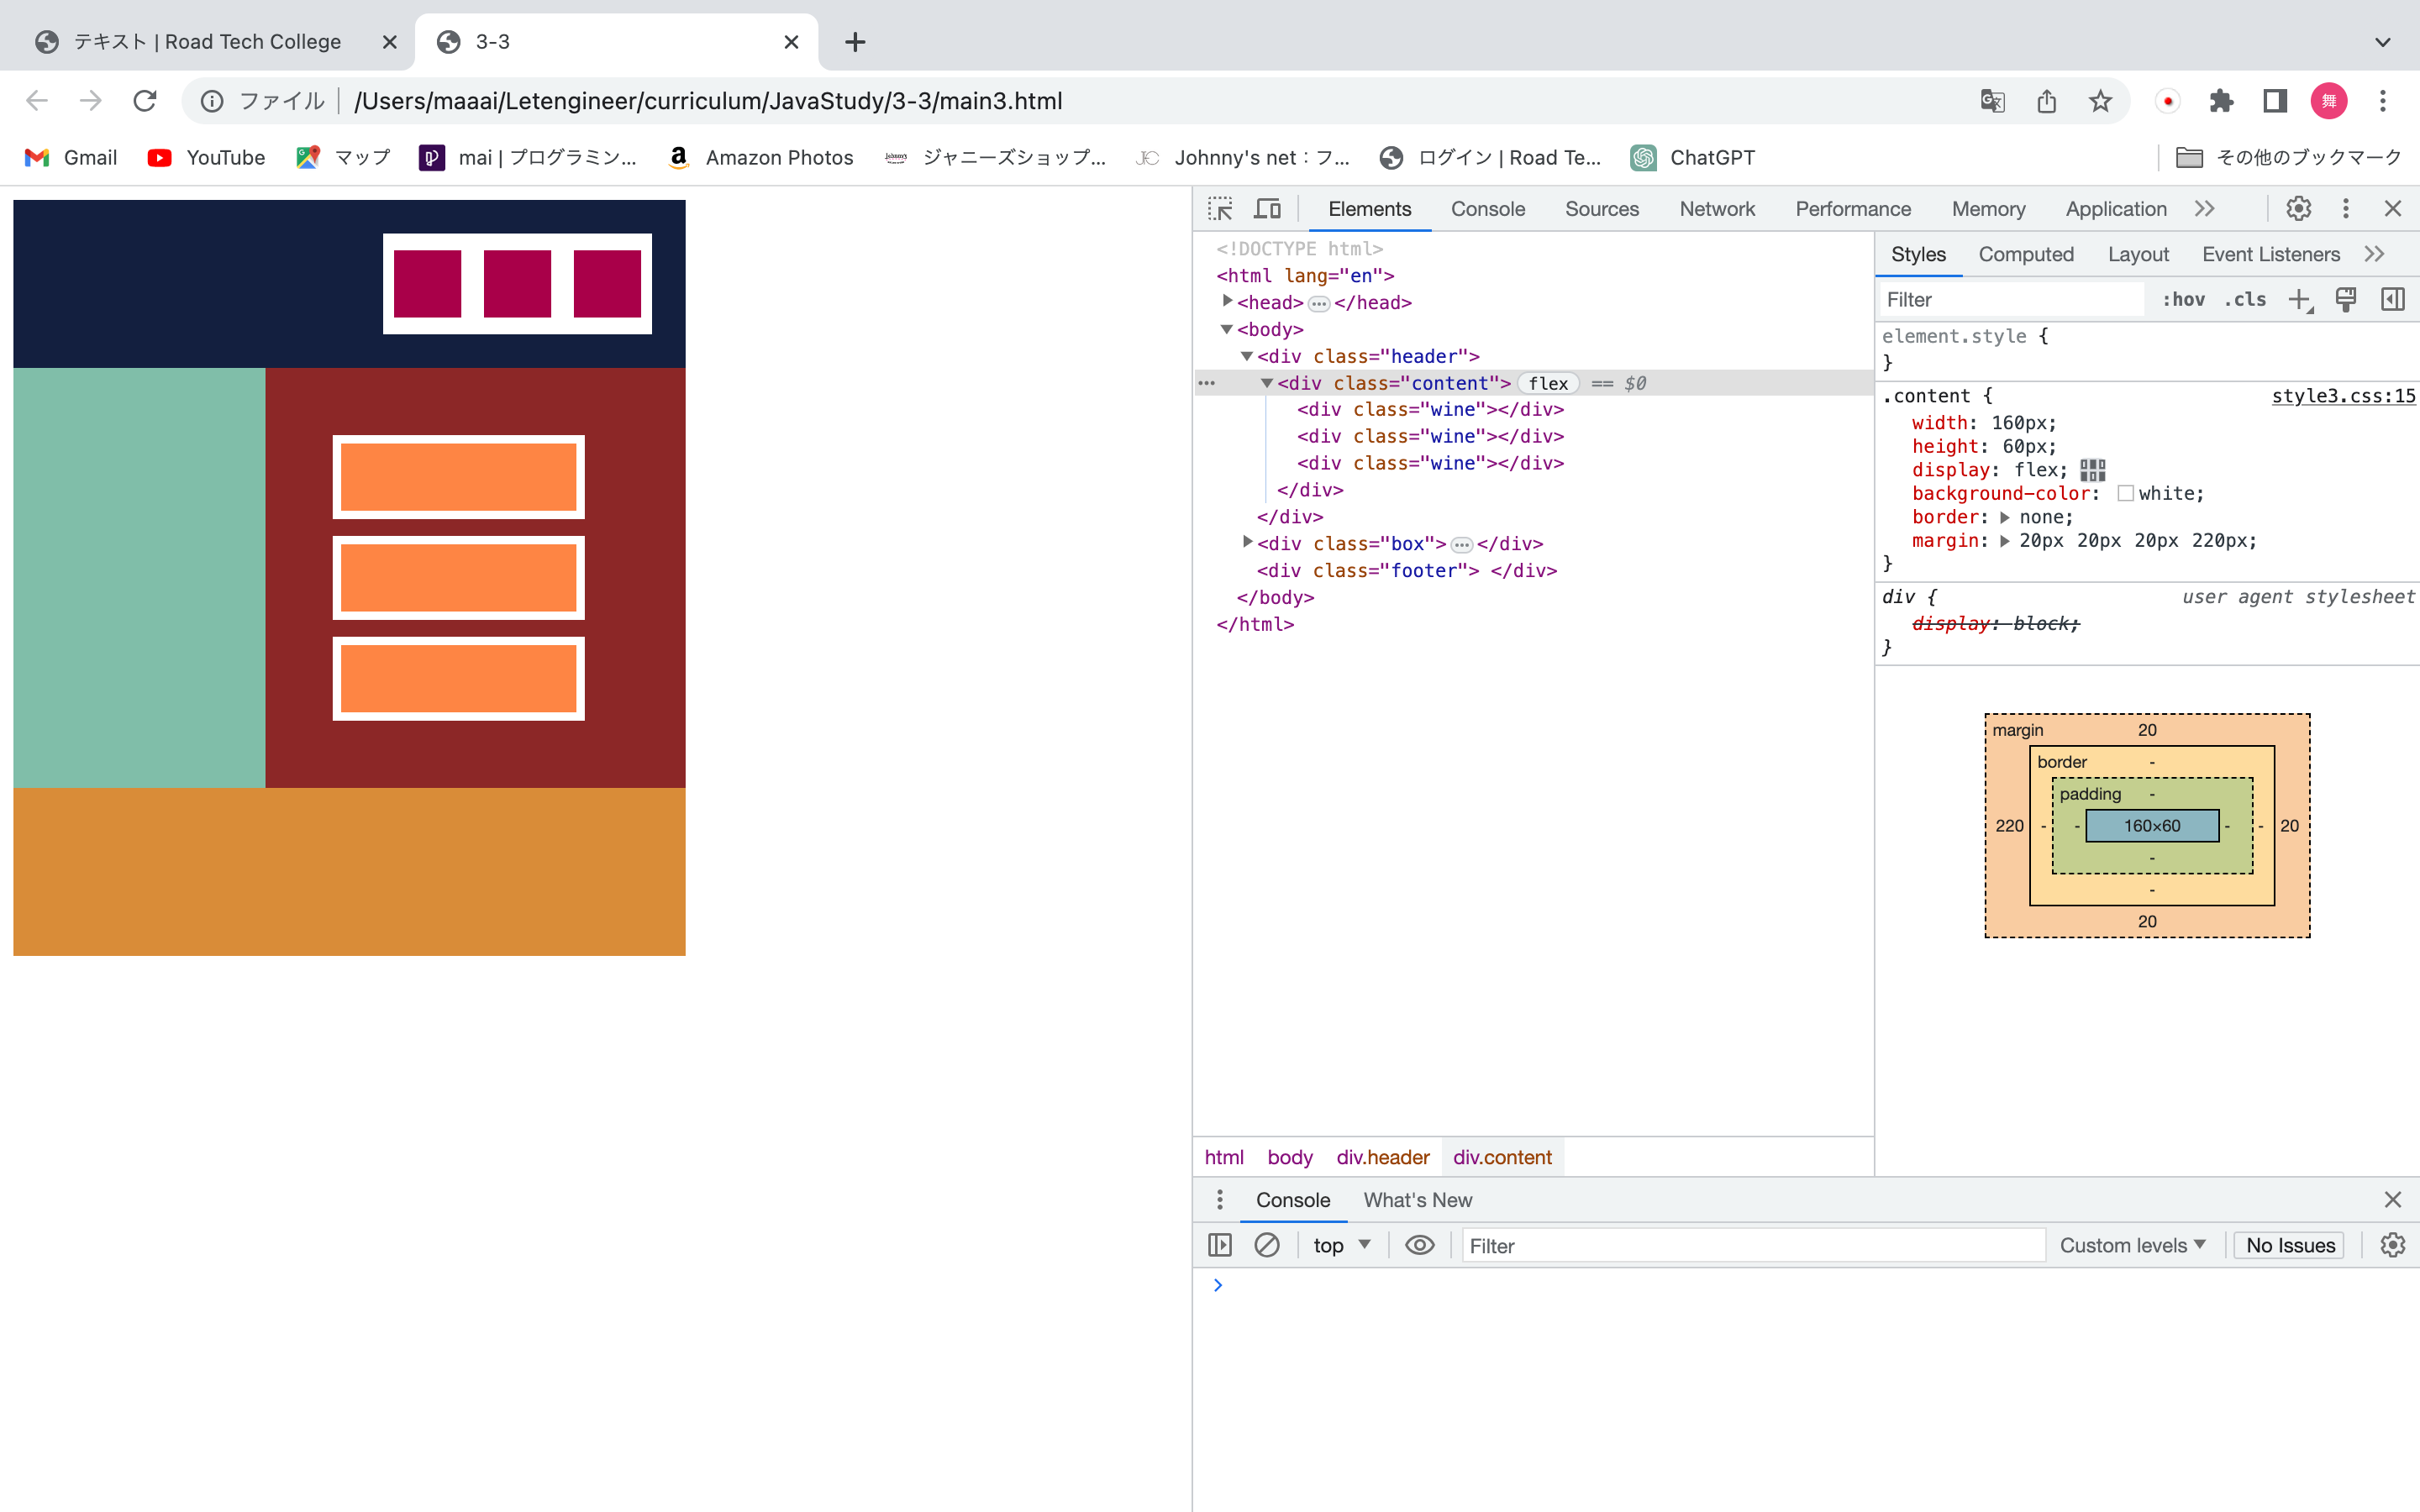 テキスト | Road Tech College
3-3
ファイル
/Users/maaai/Letengineer/curriculum/JavaStudy/3-3/main3.html
舞
Gmail
YouTube
マップ
mai | プログラミン...
Amazon Photos
ジャニーズショップ...
Johnny's net：フ...
ログイン | Road Te...
ChatGPT
その他のブックマーク
Elements Console Sources Network Performance Memory Application
<!DOCTYPE html>
<html lang="en">
<head>…</head>
<body>
<div class="header">
<div class="content"> flex == $0
<div class="wine"></div>
<div class="wine"></div>
<div class="wine"></div>
</div>
</div>
<div class="box">…</div>
<div class="footer"> </div>
</body>
</html>
Styles Computed Layout Event Listeners
Filter :hov .cls
element.style {
}
.content { style3.css:15
width: 160px;
height: 60px;
display: flex;
background-color: white;
border: none;
margin: 20px 20px 20px 220px;
}
div { user agent stylesheet
display: block;
}
margin 20
border -
padding -
220 - - 160×60 - - 20
-
-
20
html body div.header div.content
Console What's New
top Filter Custom levels No Issues